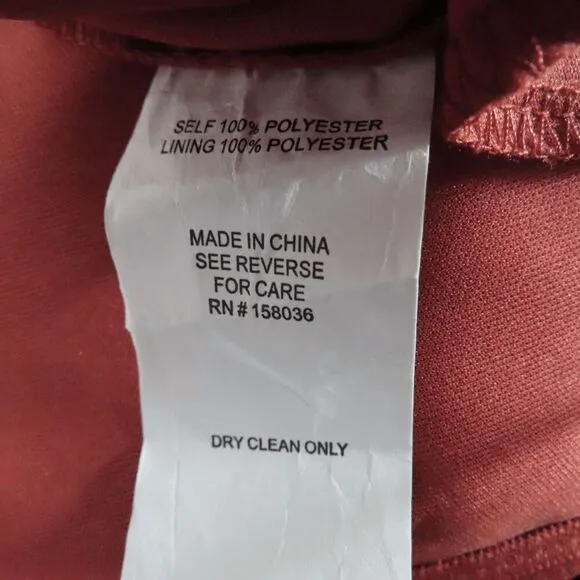 SELF 100% POLYESTER
LINING 100% POLYESTER
MADE IN CHINA
SEE REVERSE
FOR CARE
RN # 158036
DRY CLEAN ONLY